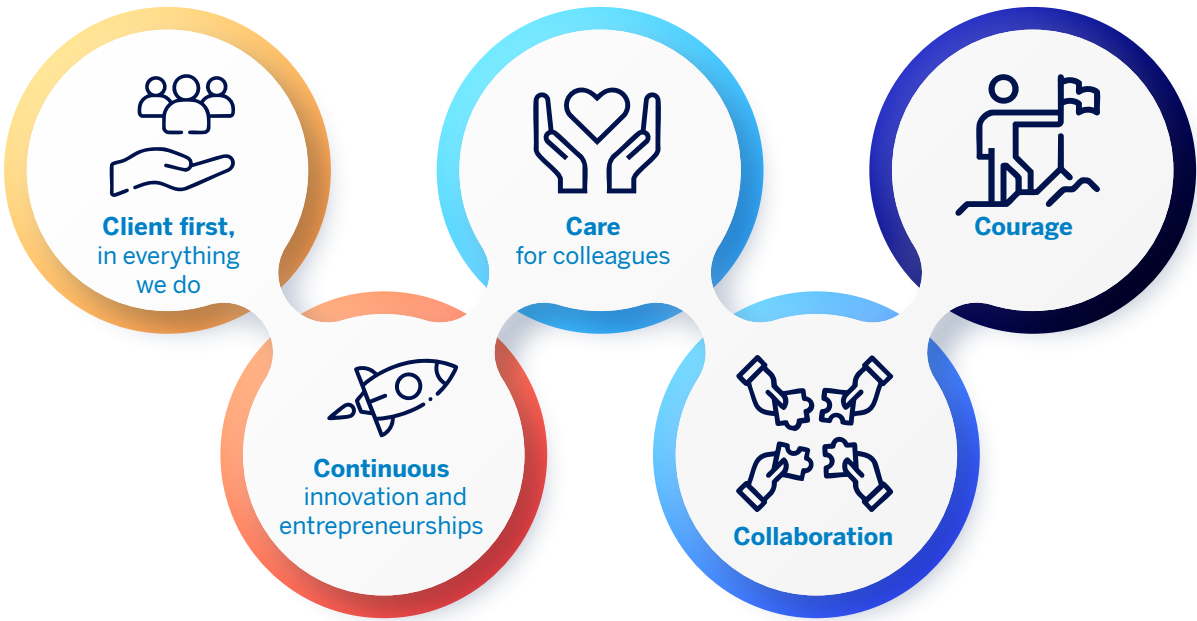 Client first,
in everything
we do
Continuous
innovation and
entrepreneurships
Care
for colleagues
Collaboration
Courage